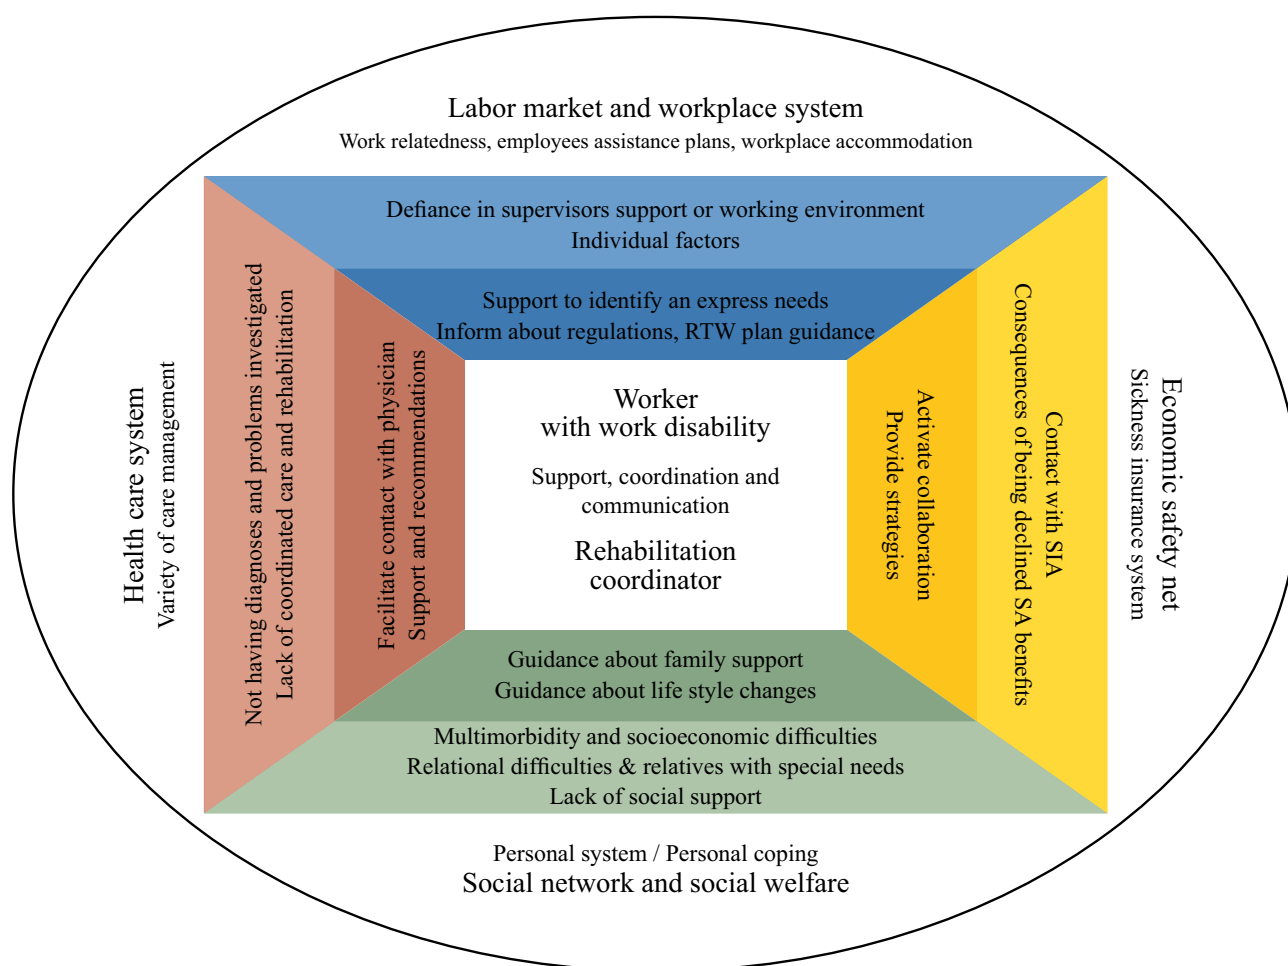 Labor market and workplace system
Work relatedness, employees assistance plans, workplace accommodation
Defiance in supervisors support or working environment
Individual factors
Support to identify an express needs
Inform about regulations, RTW plan guidance
Health care system
Variety of care management
Not having diagnoses and problems investigated
Lack of coordinated care and rehabilitation
Facilitate contact with physician
Support and recommendations
Worker
with work disability
Support, coordination and
communication
Rehabilitation
coordinator
Activate collaboration
Provide strategies
Contact with SIA
Consequences of being declined SA benefits
Economic safety net
Sickness insurance system
Guidance about family support
Guidance about life style changes
Multimorbidity and socioeconomic difficulties
Relational difficulties & relatives with special needs
Lack of social support
Personal system / Personal coping
Social network and social welfare